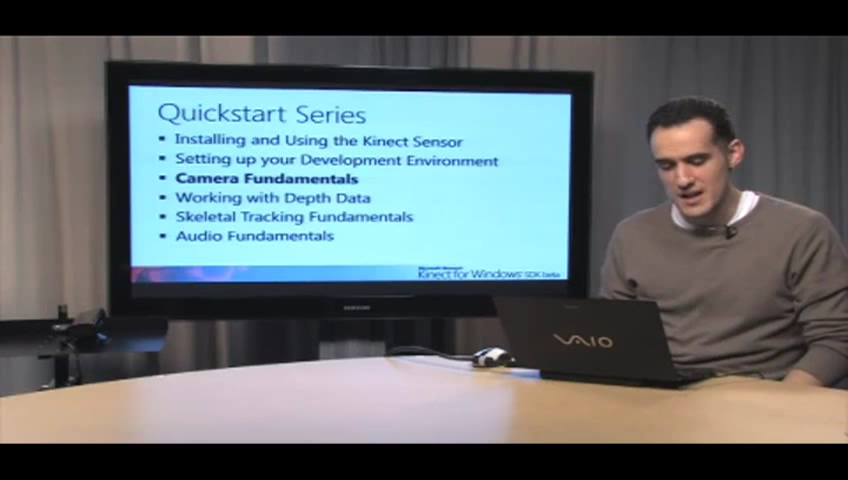 Quickstart Series
▪ Installing and Using the Kinect Sensor
▪ Setting up your Development Environment
▪ Camera Fundamentals
▪ Working with Depth Data
▪ Skeletal Tracking Fundamentals
▪ Audio Fundamentals
Kinect for Windows SDK beta
SAMSUNG
VAIO